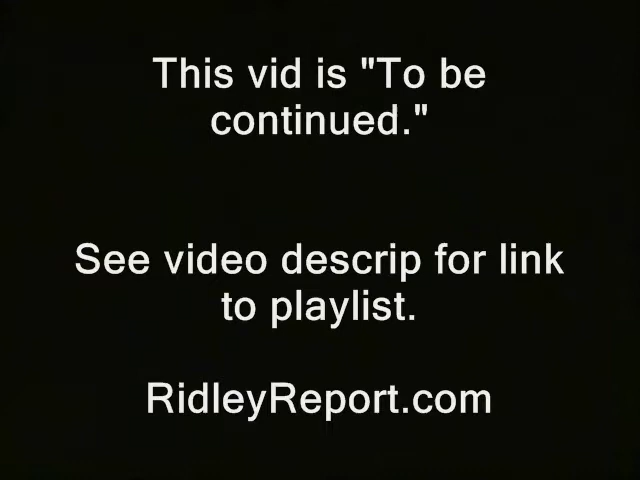 This vid is "To be
continued."
See video descrip for link
to playlist.
RidleyReport.com